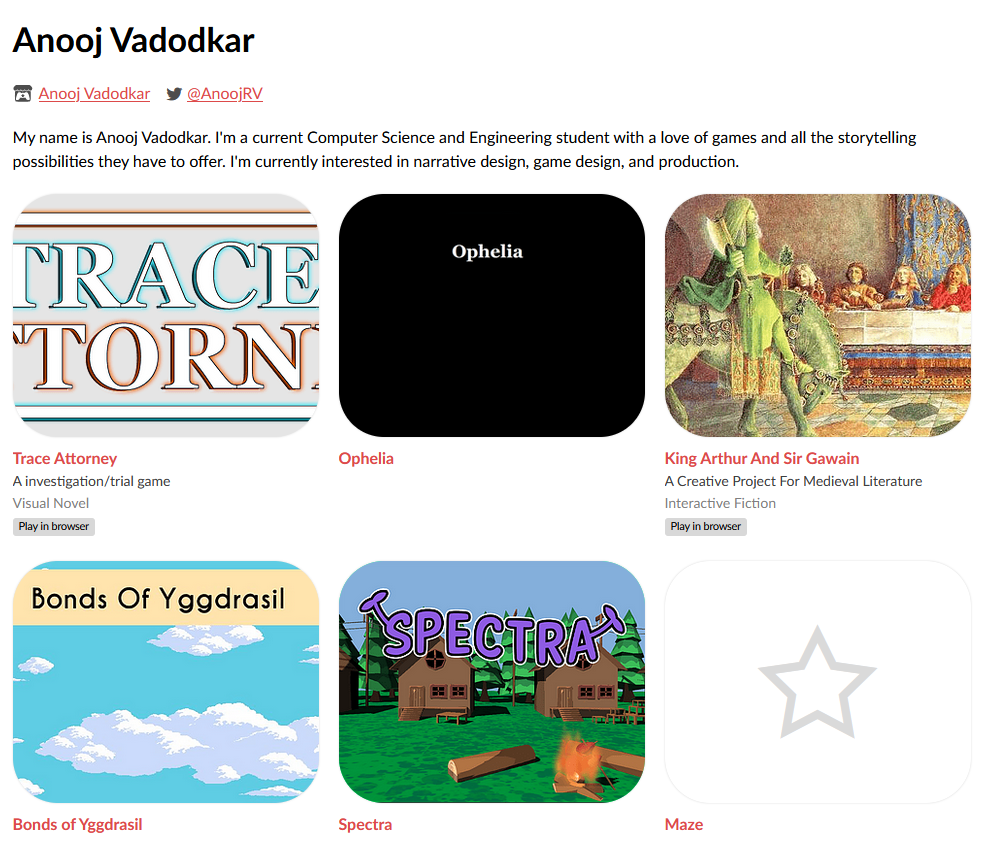 Anooj Vadodkar
Anooj Vadodkar @AnoojRV
My name is Anooj Vadodkar. I'm a current Computer Science and Engineering student with a love of games and all the storytelling
possibilities they have to offer. I'm currently interested in narrative design, game design, and production.
TRACE
TTORN
Ophelia
Trace Attorney
A investigation/trial game
Visual Novel
Play in browser
Ophelia
King Arthur And Sir Gawain
A Creative Project For Medieval Literature
Interactive Fiction
Play in browser
Bonds Of Yggdrasil
SPECTRA
Bonds of Yggdrasil
Spectra
Maze